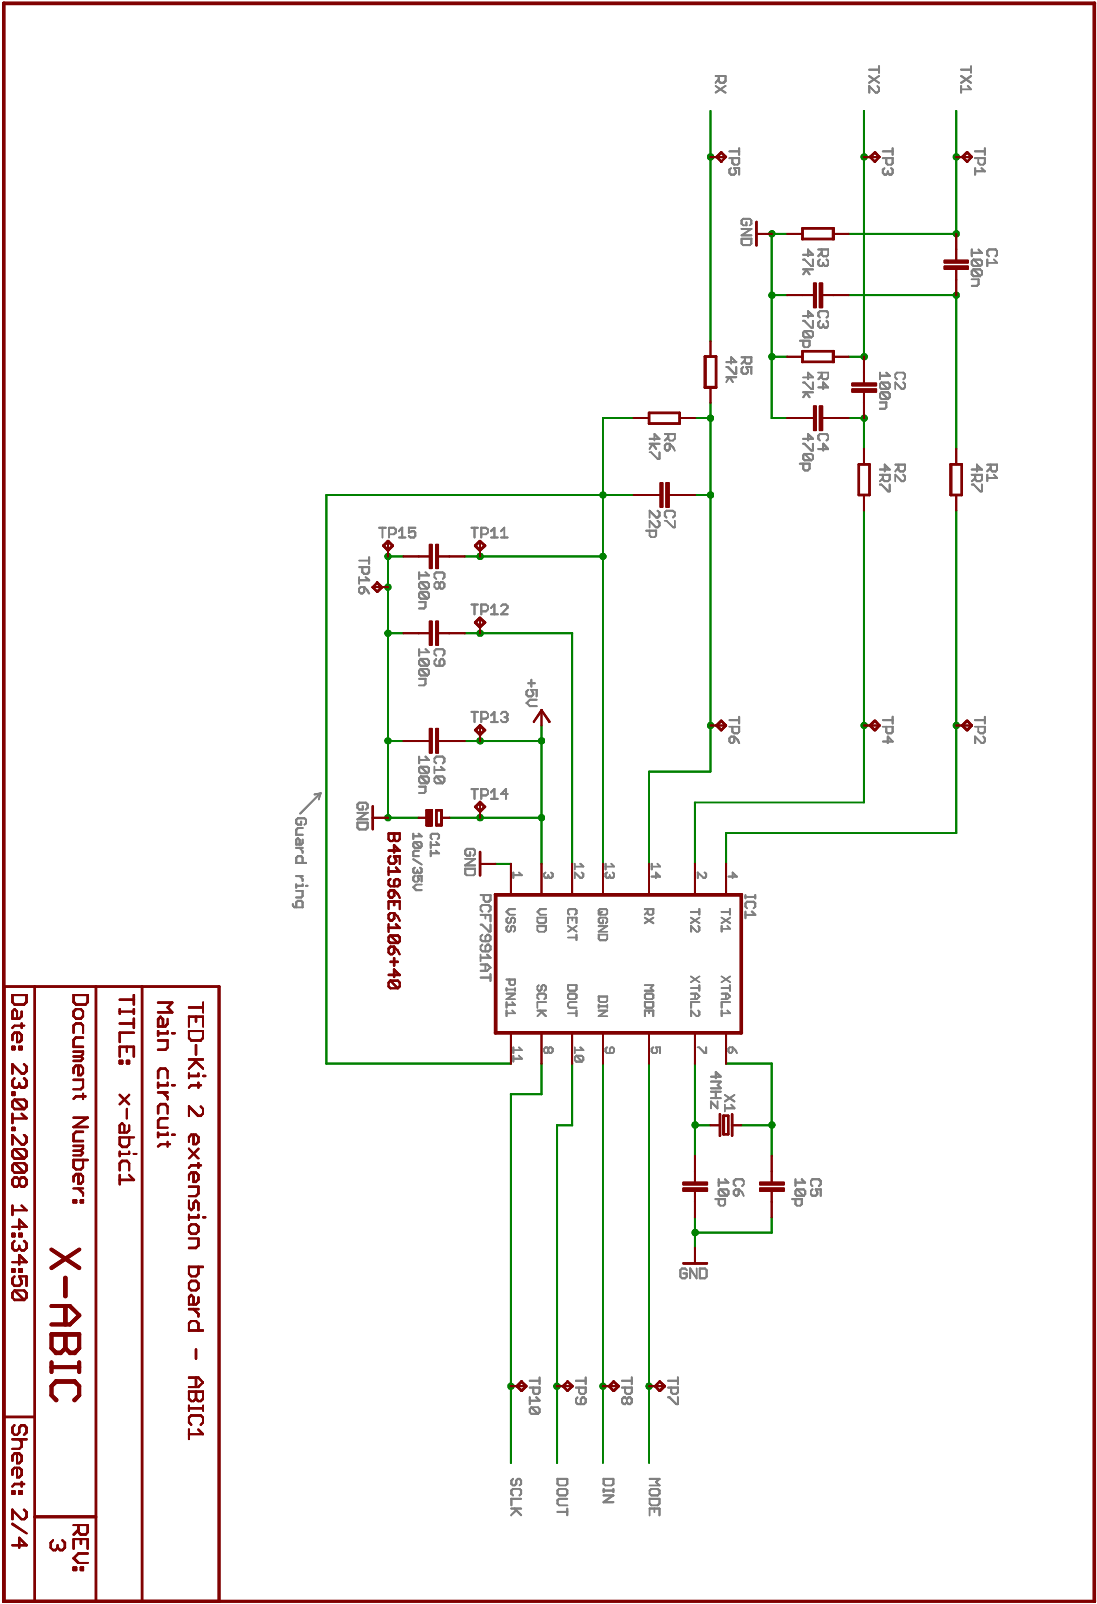 TX1
TP1
C1
100n
R1
4R7
TP2
TX2
TP3
C2
100n
R2
4R7
TP4
GND
R3
47k
C3
470p
R4
47k
C4
470p
RX
TP5
R5
47k
TP6
R6
4k7
C7
22p
TP15
TP11
TP16
C8
100n
TP12
C9
100n
+5V
TP13
C10
100n
TP14
C11
10u/35V
GND
B45196E6106+40
GND
Guard ring
IC1
4 TX1 XTAL1 6
2 TX2 XTAL2 7
14 RX MODE 5
13 QGND DIN 9
12 CEXT DOUT 10
3 VDD SCLK 8
1 VSS PIN11 11
PCF7991AT
X1
4MHz
C5
10p
C6
10p
GND
TP7
MODE
TP8
DIN
TP9
DOUT
TP10
SCLK
TED-Kit 2 extension board - ABIC1
Main circuit
TITLE: x-abic1
Document Number:
X-ABIC
REV:
3
Date: 23.01.2008 14:34:50
Sheet: 2/4